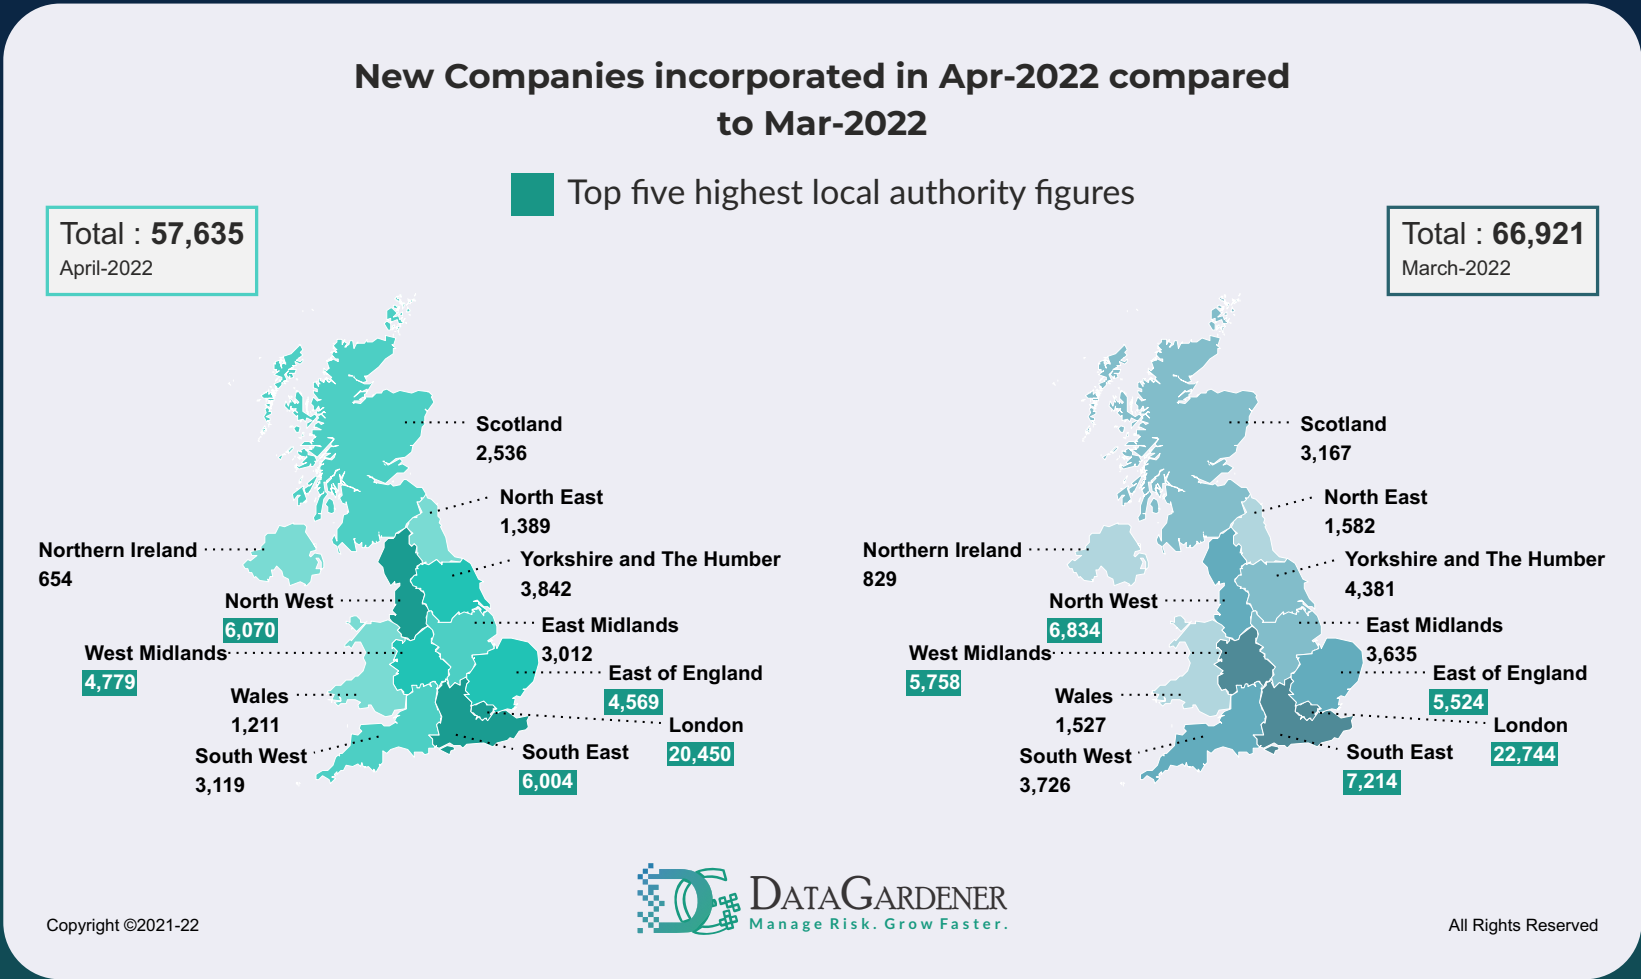 New Companies incorporated in Apr-2022 compared
to Mar-2022
Top five highest local authority figures
Total : 57,635
April-2022
Total : 66,921
March-2022
Scotland
2,536
North East
1,389
Northern Ireland
654
Yorkshire and The Humber
3,842
North West
6,070
East Midlands
3,012
West Midlands
4,779
East of England
4,569
Wales
1,211
London
20,450
South West
3,119
South East
6,004
Scotland
3,167
North East
1,582
Northern Ireland
829
Yorkshire and The Humber
4,381
North West
6,834
East Midlands
3,635
West Midlands
5,758
East of England
5,524
Wales
1,527
London
22,744
South West
3,726
South East
7,214
DATAGARDENER
Manage Risk. Grow Faster.
Copyright ©2021-22
All Rights Reserved